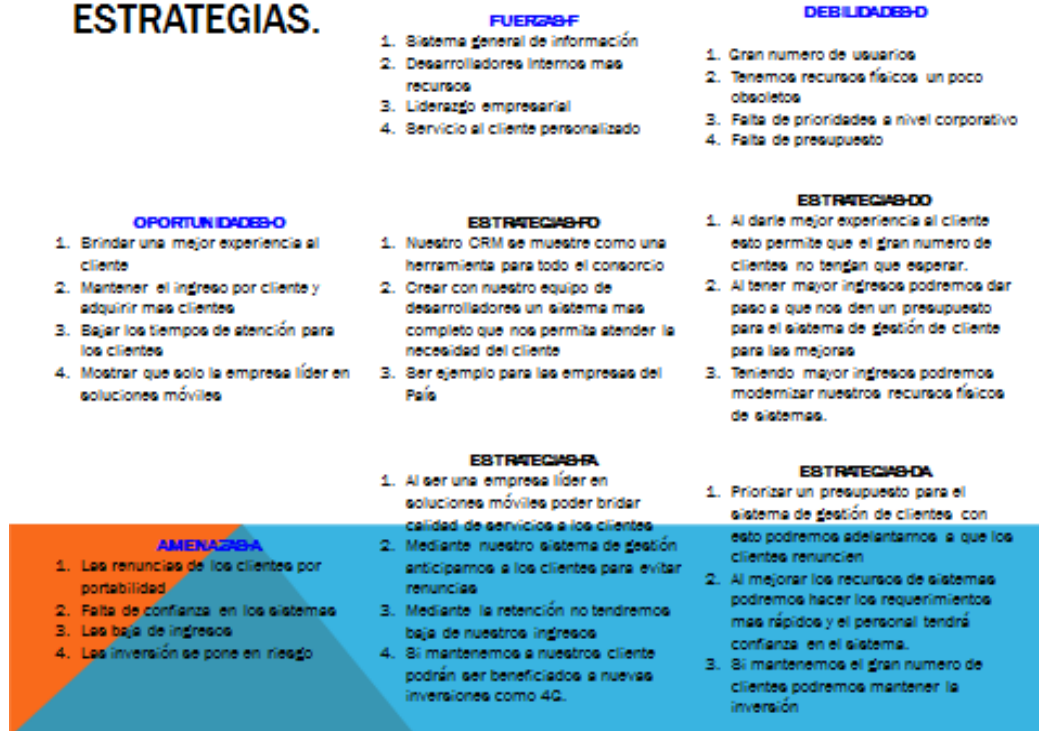 ESTRATEGIAS.
FUERZAS-F
1. Sistema general de información
2. Desarrolladores Internos mas
recursos
3. Liderazgo empresarial
4. Servicio al cliente personalizado
DEBILIDADES-D
1. Gran numero de usuarios
2. Tenemos recursos físicos un poco
obsoletos
3. Falta de prioridades a nivel corporativo
4. Falta de presupuesto
OPORTUNIDADES-O
1. Brindar una mejor experiencia al
cliente
2. Mantener el ingreso por cliente y
adquirir mas clientes
3. Bajar los tiempos de atención para
los clientes
4. Mostrar que solo la empresa líder en
soluciones móviles
ESTRATEGIAS-FO
1. Nuestro CRM se muestre como una
herramienta para todo el consorcio
2. Crear con nuestro equipo de
desarrolladores un sistema mas
completo que nos permita atender la
necesidad del cliente
3. Ser ejemplo para las empresas del
País
ESTRATEGIAS-DO
1. Al darle mejor experiencia al cliente
esto permite que el gran numero de
clientes no tengan que esperar.
2. Al tener mayor ingresos podremos dar
paso a que nos den un presupuesto
para el sistema de gestión de cliente
para las mejoras
3. Teniendo mayor ingresos podremos
modernizar nuestros recursos físicos
de sistemas.
AMENAZAS-A
1. Las renuncias de los clientes por
portabilidad
2. Falta de confianza en los sistemas
3. Las baja de ingresos
4. Las inversión se pone en riesgo
ESTRATEGIAS-FA
1. Al ser una empresa líder en
soluciones móviles poder bridar
calidad de servicios a los clientes
2. Mediante nuestro sistema de gestión
anticiparnos a los clientes para evitar
renuncias
3. Mediante la retención no tendremos
baja de nuestros ingresos
4. Si mantenemos a nuestros cliente
podrán ser beneficiados a nuevas
inversiones como 4G.
ESTRATEGIAS-DA
1. Priorizar un presupuesto para el
sistema de gestión de clientes con
esto podremos adelantarnos a que los
clientes renuncien
2. Al mejorar los recursos de sistemas
podremos hacer los requerimientos
mas rápidos y el personal tendrá
confianza en el sistema.
3. Si mantenemos el gran numero de
clientes podremos mantener la
inversión